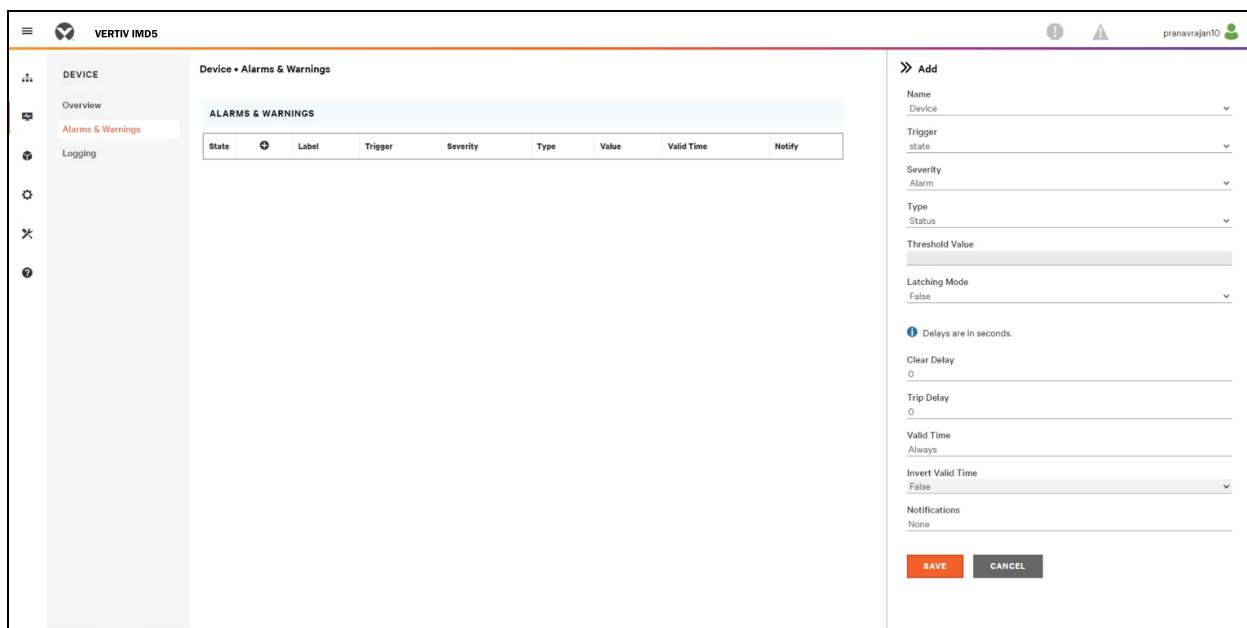 VERTIV IMD5
pranavrajan10
DEVICE
Overview
Alarms & Warnings
Logging
Device • Alarms & Warnings
ALARMS & WARNINGS
State Label Trigger Severity Type Value Valid Time Notify
Add
Name
Device
Trigger
state
Severity
Alarm
Type
Status
Threshold Value
Latching Mode
False
Delays are in seconds.
Clear Delay
0
Trip Delay
0
Valid Time
Always
Invert Valid Time
False
Notifications
None
SAVE CANCEL